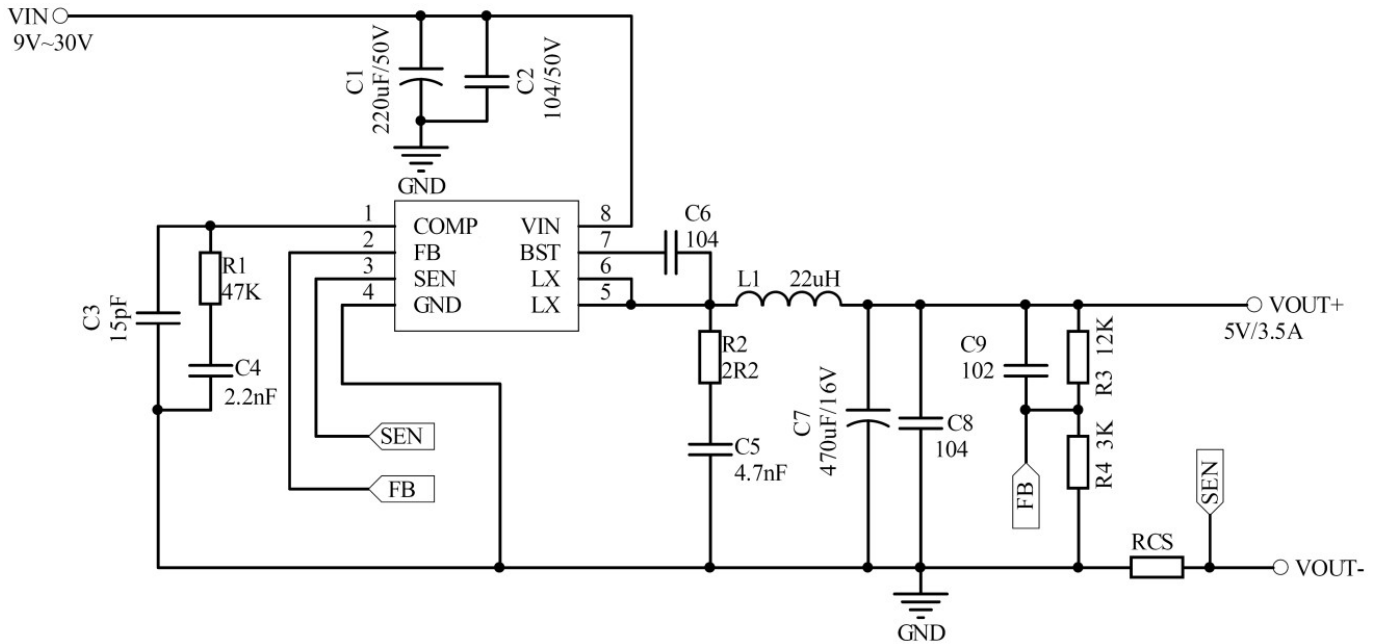 VIN
9V~30V
C1
220uF/50V
C2
104/50V
GND
1
COMP
VIN
8
2
FB
BST
7
3
SEN
LX
6
4
GND
LX
5
C6
104
R1
47K
C3
15pF
C4
2.2nF
SEN
FB
L1
22uH
R2
2R2
C5
4.7nF
C7
470uF/16V
C8
104
C9
102
R3 12K
R4 3K
FB
VOUT+
5V/3.5A
SEN
RCS
VOUT-
GND